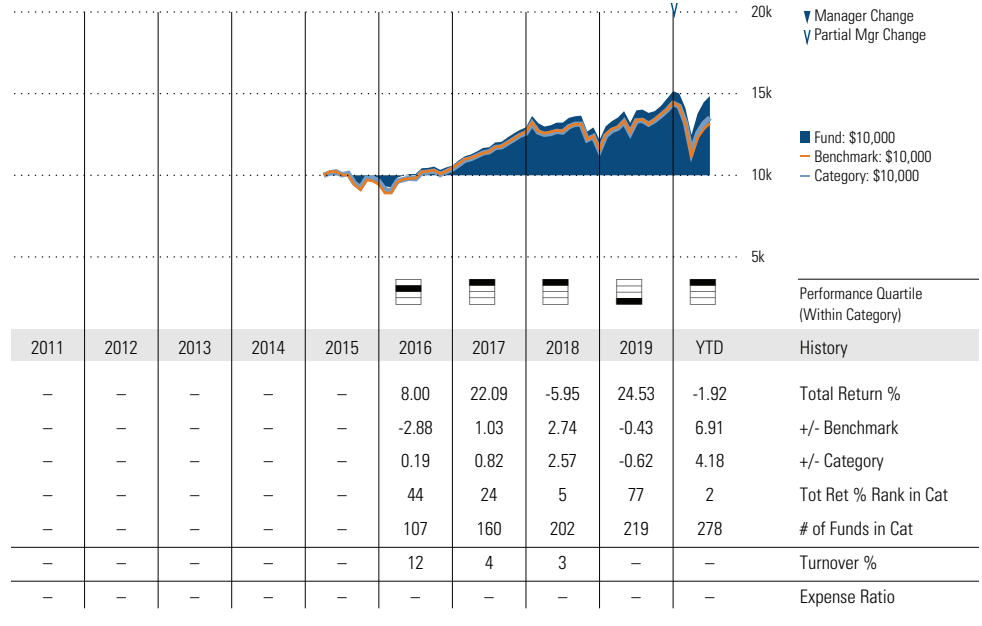 20k
15k
10k
5k
Manager Change
Partial Mgr Change
Fund: $10,000
Benchmark: $10,000
Category: $10,000
Performance Quartile
(Within Category)
2011 2012 2013 2014 2015 2016 2017 2018 2019 YTD History
– – – – – 8.00 22.09 -5.95 24.53 -1.92 Total Return %
– – – – – -2.88 1.03 2.74 -0.43 6.91 +/- Benchmark
– – – – – 0.19 0.82 2.57 -0.62 4.18 +/- Category
– – – – – 44 24 5 77 2 Tot Ret % Rank in Cat
– – – – – 107 160 202 219 278 # of Funds in Cat
– – – – – 12 4 3 – – Turnover %
– – – – – – – – – – Expense Ratio